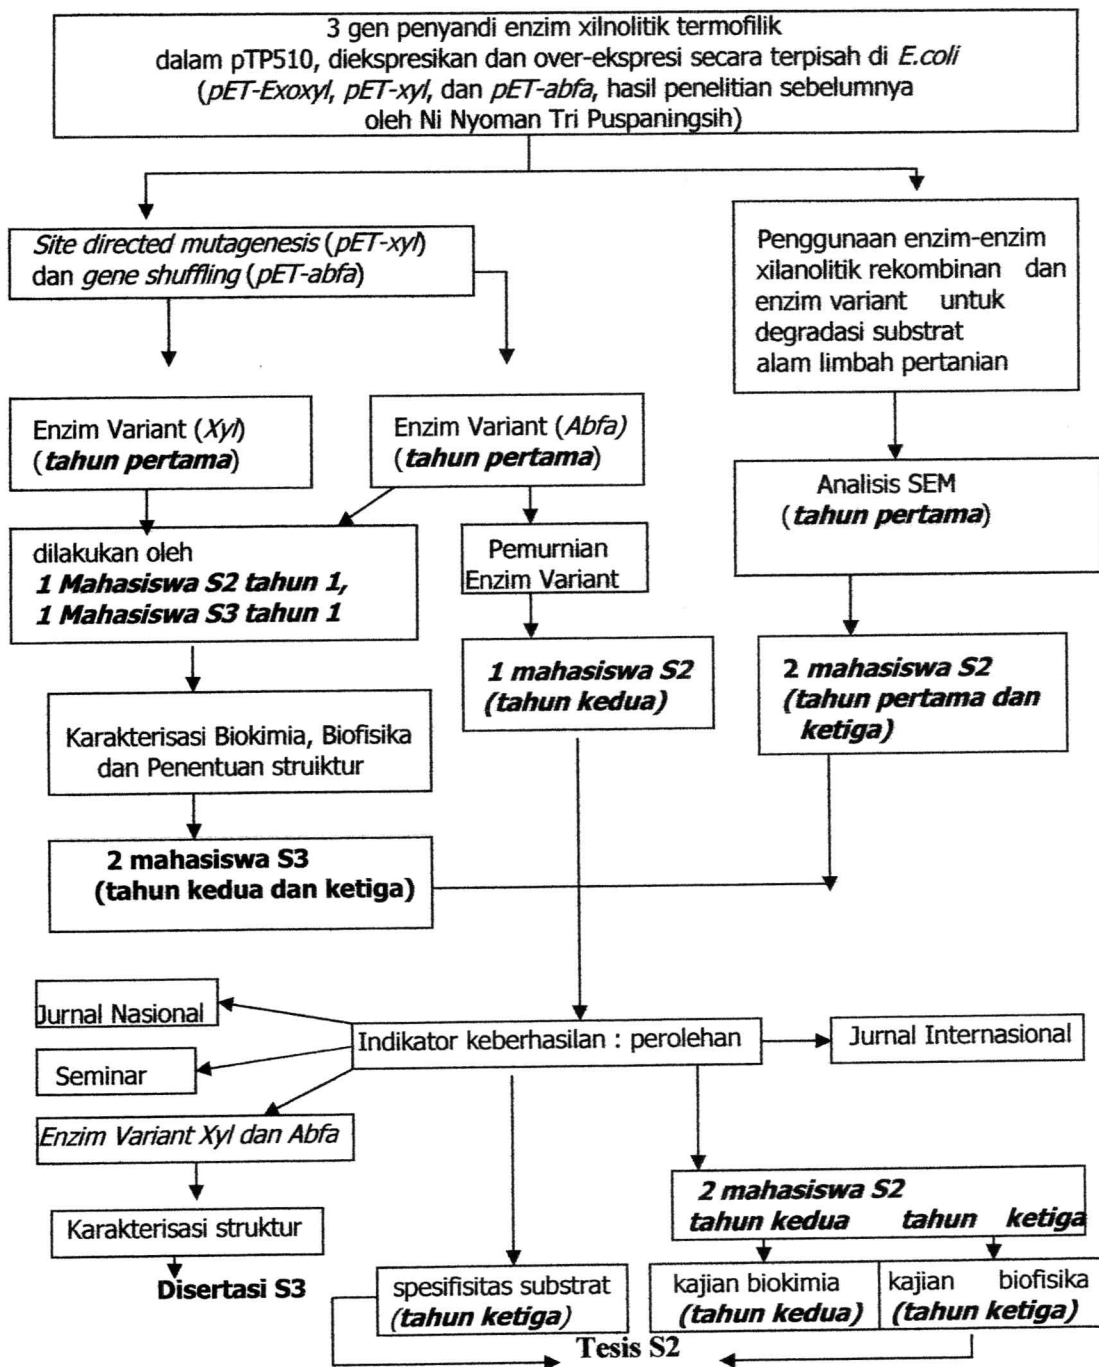 3 gen penyandi enzim xilnolitik termofilik
dalam pTP510, diekspresikan dan over-ekspresi secara terpisah di E.coli
(pET-Exoxyl, pET-xyl, dan pET-abfa, hasil penelitian sebelumnya
oleh Ni Nyoman Tri Puspaningsih)
Site directed mutagenesis (pET-xyl)
dan gene shuffling (pET-abfa)
Penggunaan enzim-enzim
xilanolitik rekombinan dan
enzim variant untuk
degradasi substrat
alam limbah pertanian
Enzim Variant (Xyl)
(tahun pertama)
Enzim Variant (Abfa)
(tahun pertama)
Analisis SEM
(tahun pertama)
dilakukan oleh
1 Mahasiswa S2 tahun 1,
1 Mahasiswa S3 tahun 1
Pemurnian
Enzim Variant
1 mahasiswa S2
(tahun kedua)
2 mahasiswa S2
(tahun pertama dan
ketiga)
Karakterisasi Biokimia, Biofisika
dan Penentuan struiktur
2 mahasiswa S3
(tahun kedua dan ketiga)
Jurnal Nasional
Indikator keberhasilan : perolehan
Jurnal Internasional
Seminar
Enzim Variant Xyl dan Abfa
2 mahasiswa S2
tahun kedua tahun ketiga
Karakterisasi struktur
Disertasi S3
spesifisitas substrat
(tahun ketiga)
kajian biokimia
(tahun kedua)
kajian biofisika
(tahun ketiga)
Tesis S2